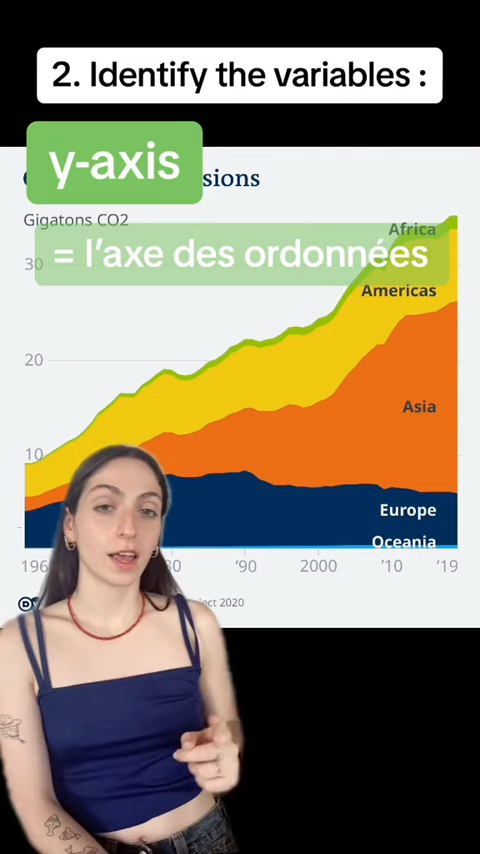 2. Identify the variables :
y-axis
sions
Gigatons CO2
= l’axe des ordonnées
Africa
30
Americas
20
Asia
10
Europe
Oceania
’90
2000
’10
’19
2020